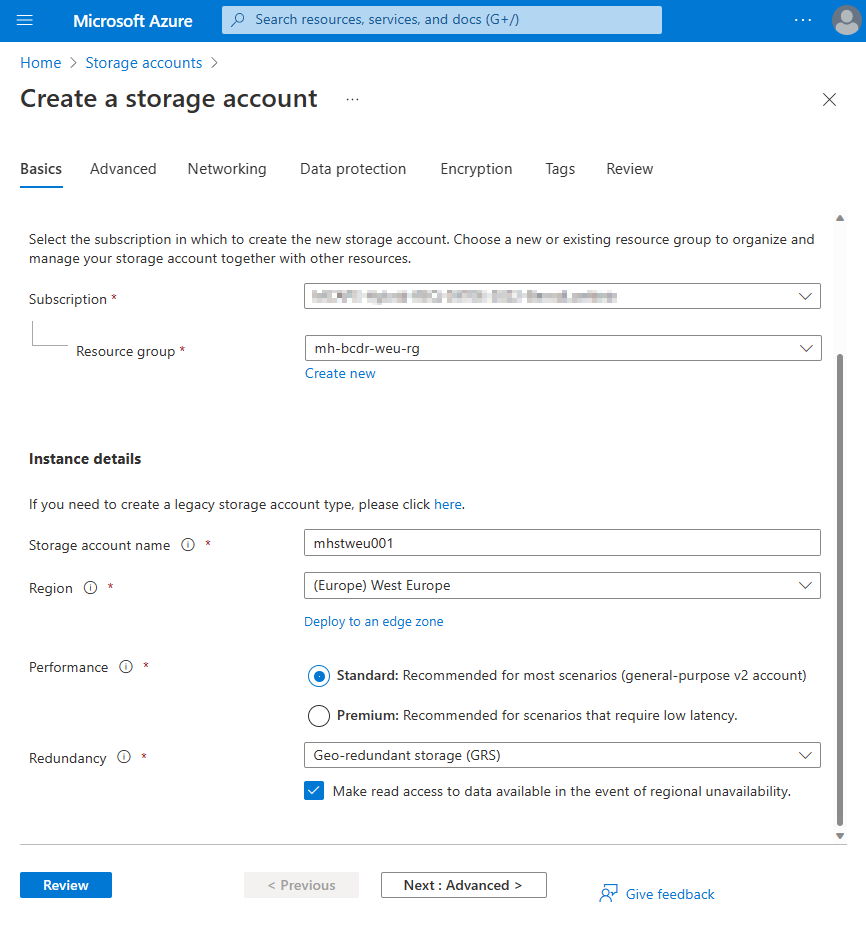 Microsoft Azure
Search resources, services, and docs (G+/)
...
Home > Storage accounts >
Create a storage account ...
Basics Advanced Networking Data protection Encryption Tags Review
Select the subscription in which to create the new storage account. Choose a new or existing resource group to organize and
manage your storage account together with other resources.
Subscription *
Resource group * mh-bcdr-weu-rg
Create new
Instance details
If you need to create a legacy storage account type, please click here.
Storage account name * mhstweu001
Region * (Europe) West Europe
Deploy to an edge zone
Performance * Standard: Recommended for most scenarios (general-purpose v2 account)
Premium: Recommended for scenarios that require low latency.
Redundancy * Geo-redundant storage (GRS)
Make read access to data available in the event of regional unavailability.
Review < Previous Next : Advanced > Give feedback